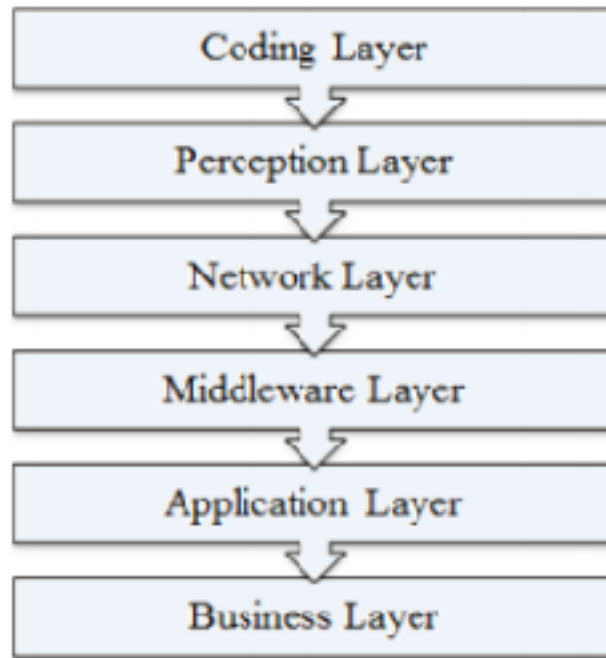 Coding Layer
Perception Layer
Network Layer
Middleware Layer
Application Layer
Business Layer